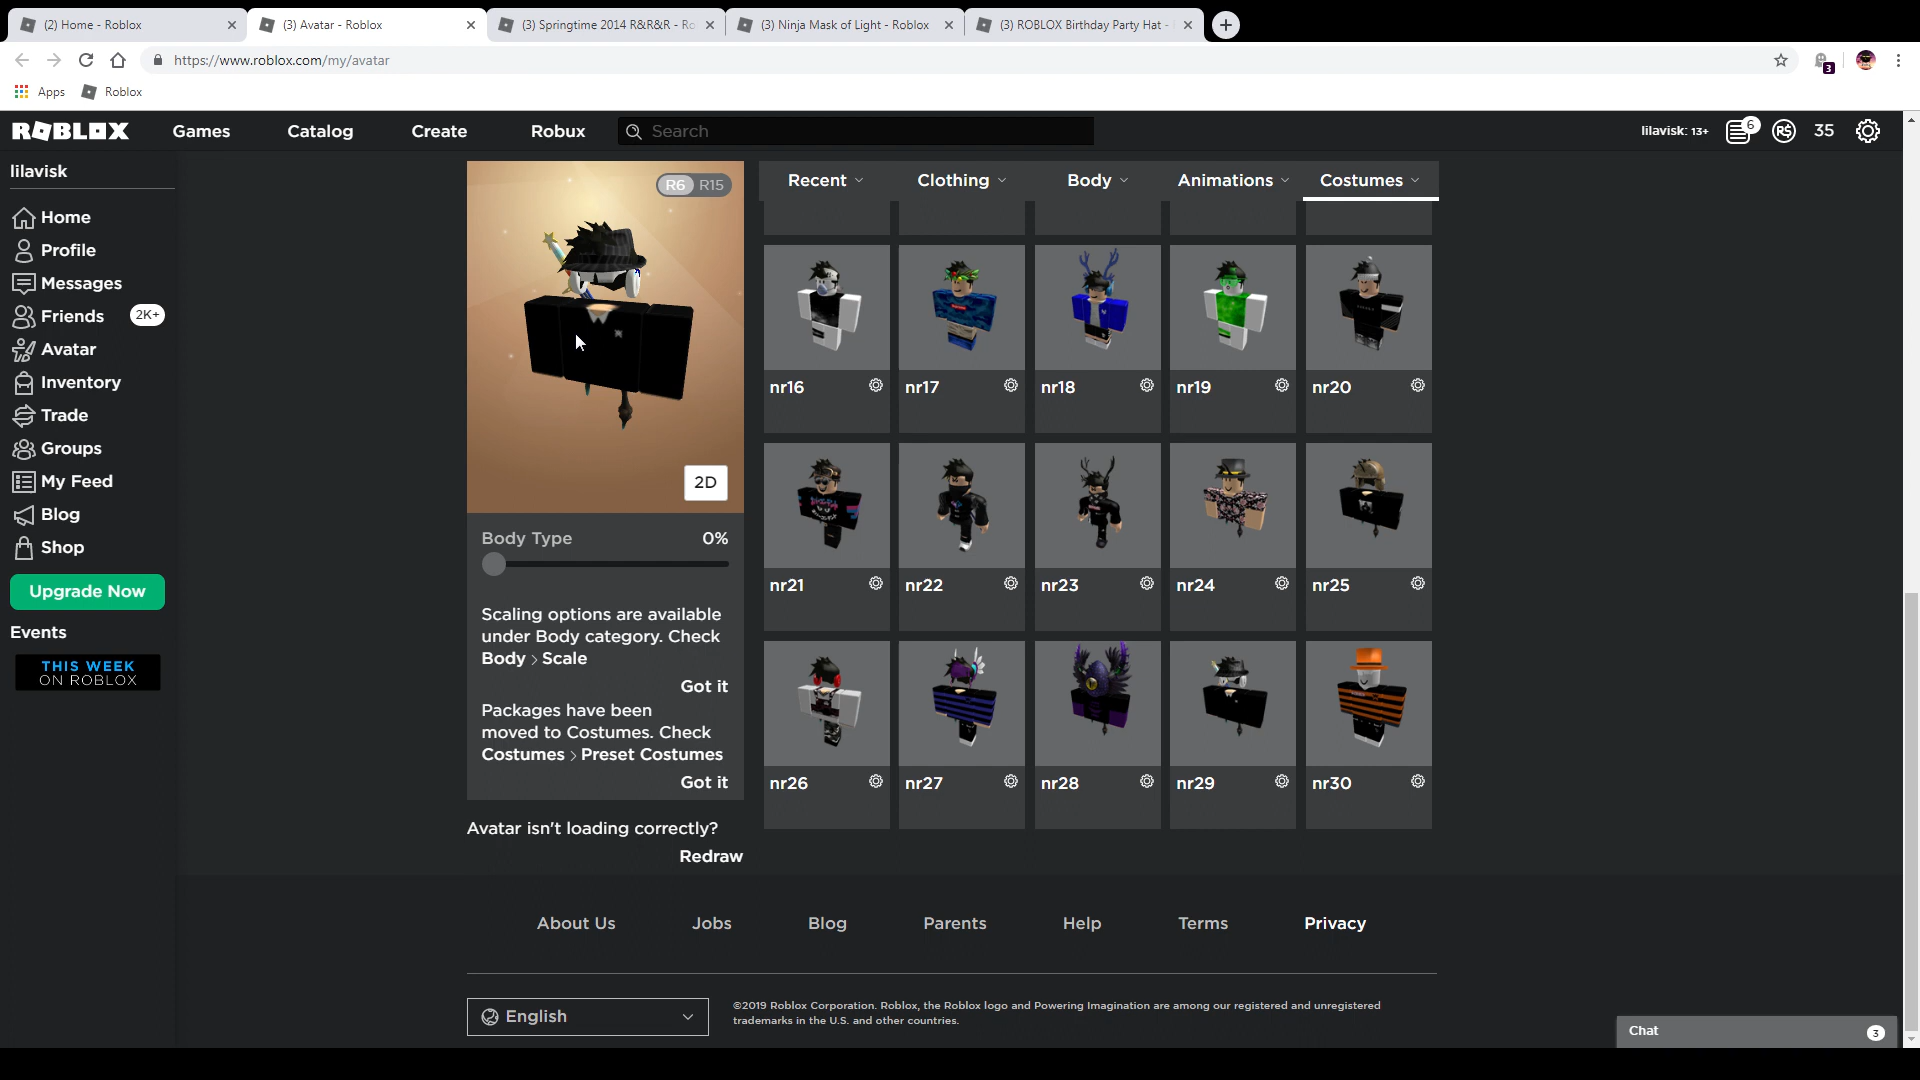 (2) Home - Roblox
(3) Avatar - Roblox
(3) Springtime 2014 R&R&R - Ro
(3) Ninja Mask of Light - Roblox
(3) ROBLOX Birthday Party Hat -
https://www.roblox.com/my/avatar
3
Apps
Roblox
ROBLOX
Games
Catalog
Create
Robux
Search
lilavisk: 13+
6
R$
35
lilavisk
Home
Profile
Messages
Friends
2K+
Avatar
Inventory
Trade
Groups
My Feed
Blog
Shop
Upgrade Now
Events
THIS WEEK
ON ROBLOX
R6 R15
2D
Body Type
0%
Scaling options are available
under Body category. Check
Body > Scale
Got it
Packages have been
moved to Costumes. Check
Costumes > Preset Costumes
Got it
Avatar isn't loading correctly?
Redraw
Recent
Clothing
Body
Animations
Costumes
nr16
nr17
nr18
nr19
nr20
nr21
nr22
nr23
nr24
nr25
nr26
nr27
nr28
nr29
nr30
About Us
Jobs
Blog
Parents
Help
Terms
Privacy
English
©2019 Roblox Corporation. Roblox, the Roblox logo and Powering Imagination are among our registered and unregistered
trademarks in the U.S. and other countries.
Chat
3